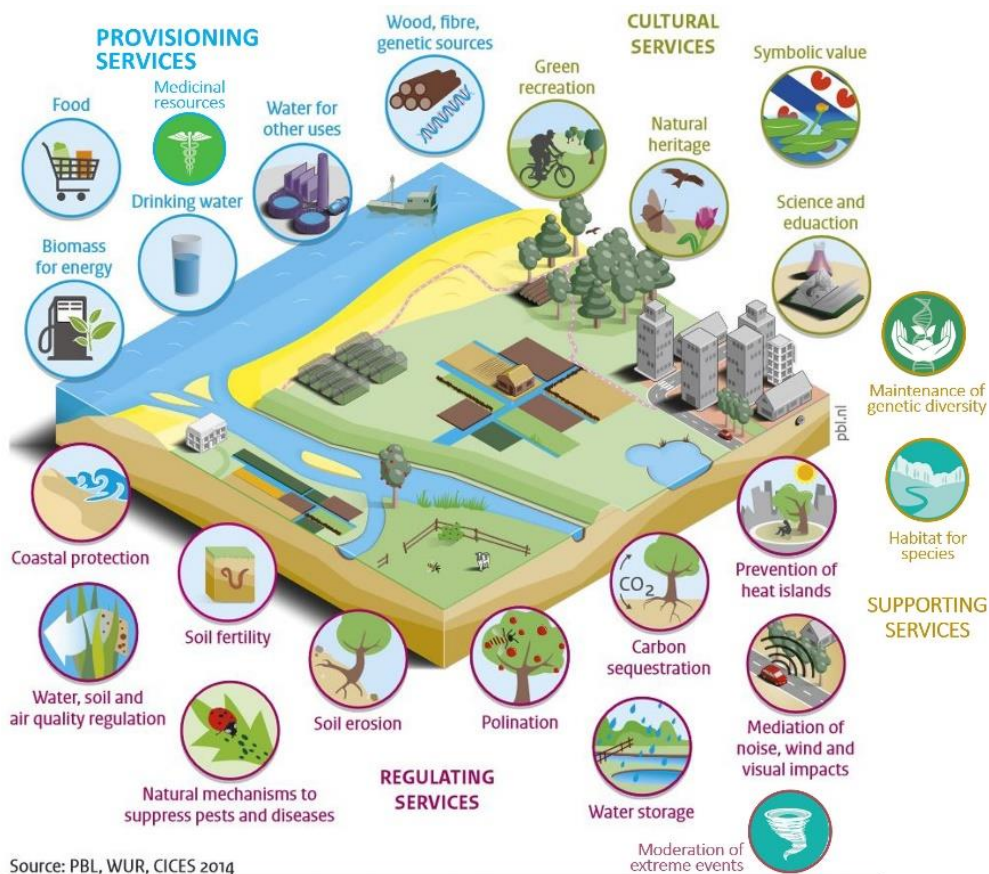 PROVISIONING
SERVICES
CULTURAL
SERVICES
Wood, fibre,
genetic sources
Food
Medicinal
resources
Water for
other uses
Green
recreation
Symbolic value
Natural
heritage
Drinking water
Science and
eduaction
Biomass
for energy
pbl.nl
Maintenance of
genetic diversity
Habitat for
species
SUPPORTING
SERVICES
Coastal protection
Soil fertility
CO₂
Carbon
sequestration
Prevention of
heat islands
Water, soil and
air quality regulation
Soil erosion
Polination
Mediation of
noise, wind and
visual impacts
Natural mechanisms to
suppress pests and diseases
REGULATING
SERVICES
Water storage
Moderation of
extreme events
Source: PBL, WUR, CICES 2014